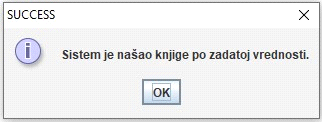 SUCCESS
Sistem je našao knjige po zadatoj vrednosti.
OK